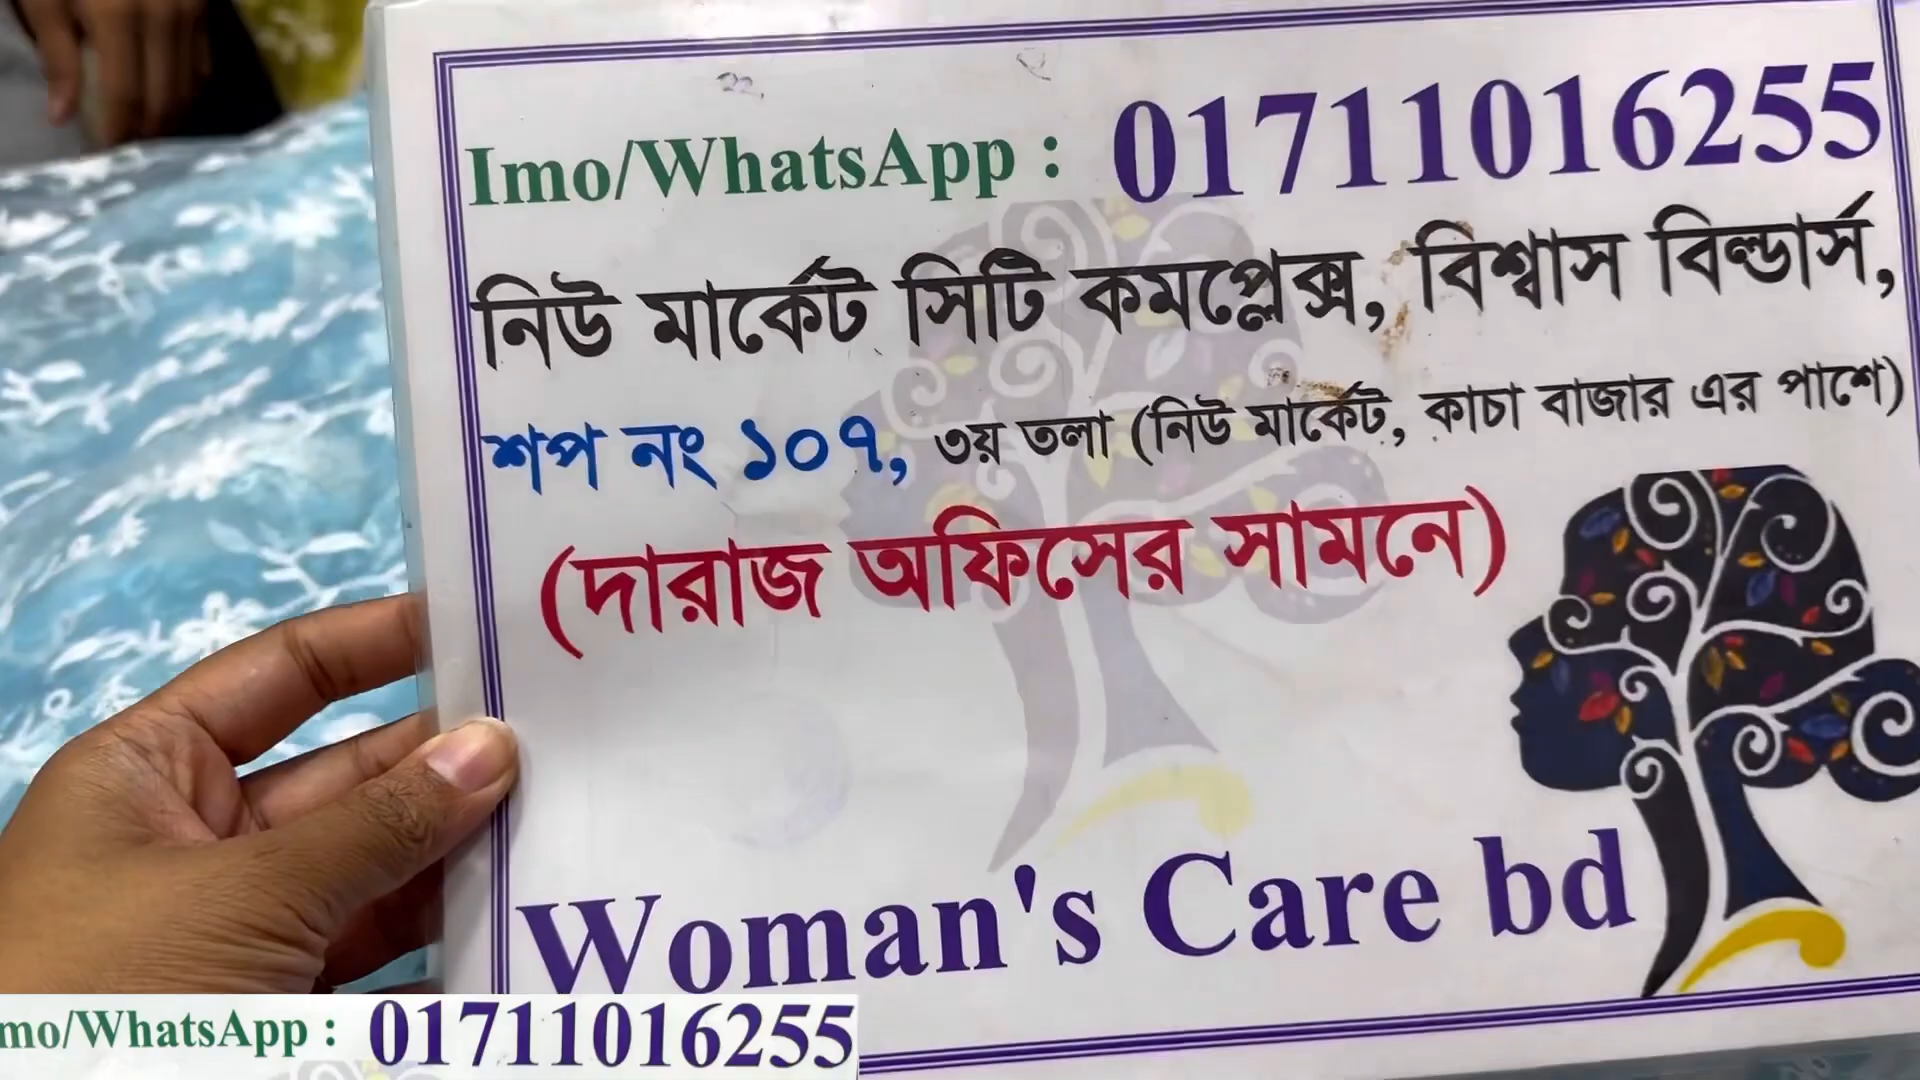 Imo/WhatsApp : 01711016255
নিউ মার্কেট সিটি কমপ্লেক্স, বিশ্বাস বিল্ডার্স,
শপ নং ১০৭, ৩য় তলা (নিউ মার্কেট, কাচা বাজার এর পাশে)
(দারাজ অফিসের সামনে)
Woman's Care bd
mo/WhatsApp : 01711016255